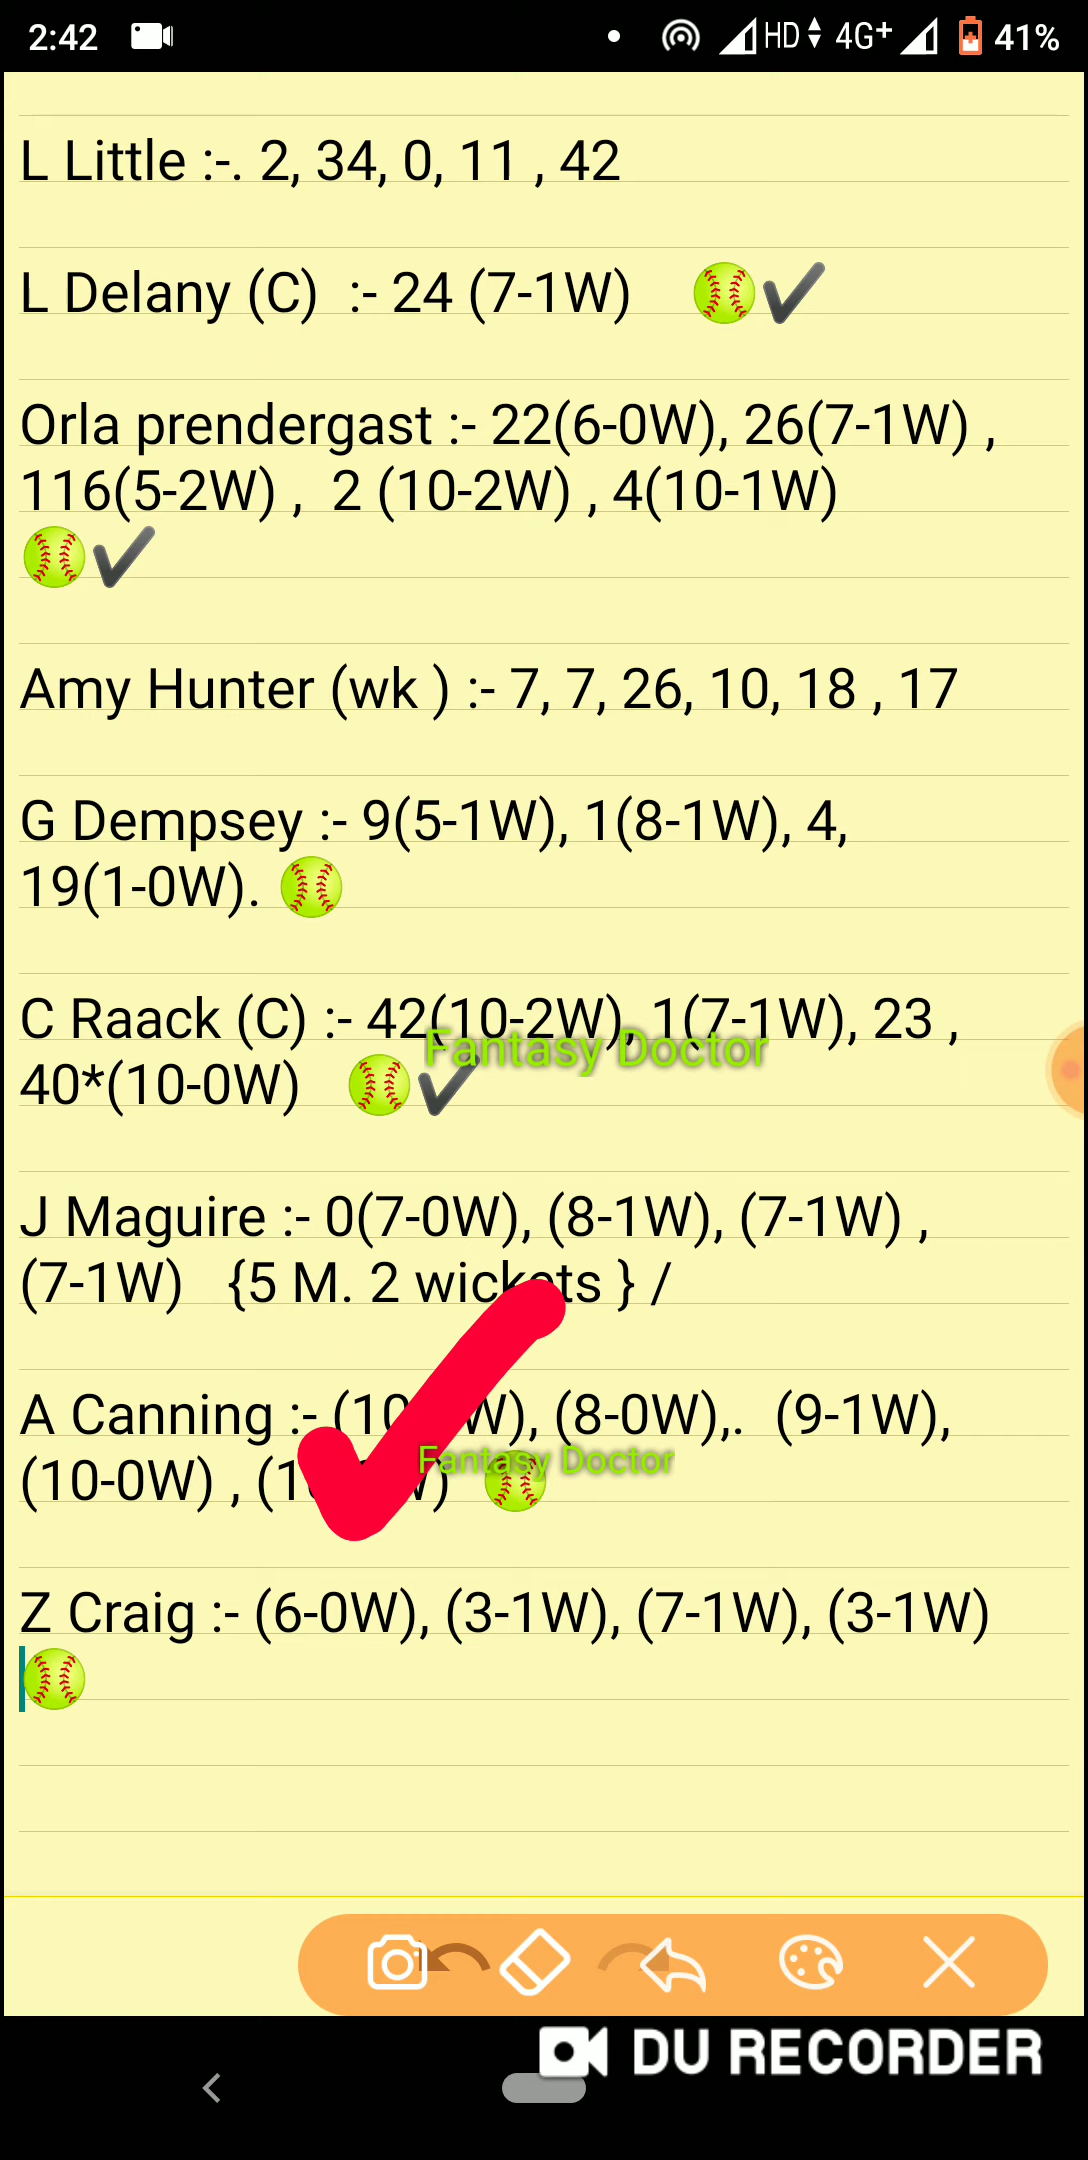 2:42 HD 4G+ 41%
L Little :-. 2, 34, 0, 11 , 42
L Delany (C) :- 24 (7-1W) 🥎✔
Orla prendergast :- 22(6-0W), 26(7-1W) ,
116(5-2W) , 2 (10-2W) , 4(10-1W)
🥎✔
Amy Hunter (wk ) :- 7, 7, 26, 10, 18 , 17
G Dempsey :- 9(5-1W), 1(8-1W), 4,
19(1-0W). 🥎
C Raack (C) :- 42(10-2W), 1(7-1W), 23 ,
Fantasy Doctor
40*(10-0W) 🥎✔
J Maguire :- 0(7-0W), (8-1W), (7-1W) ,
(7-1W) {5 M. 2 wickets } /
A Canning :- (8-0W),. (9-1W),
Fantasy Doctor
(10-0W) , 🥎
Z Craig :- (6-0W), (3-1W), (7-1W), (3-1W)
🥎
DU RECORDER